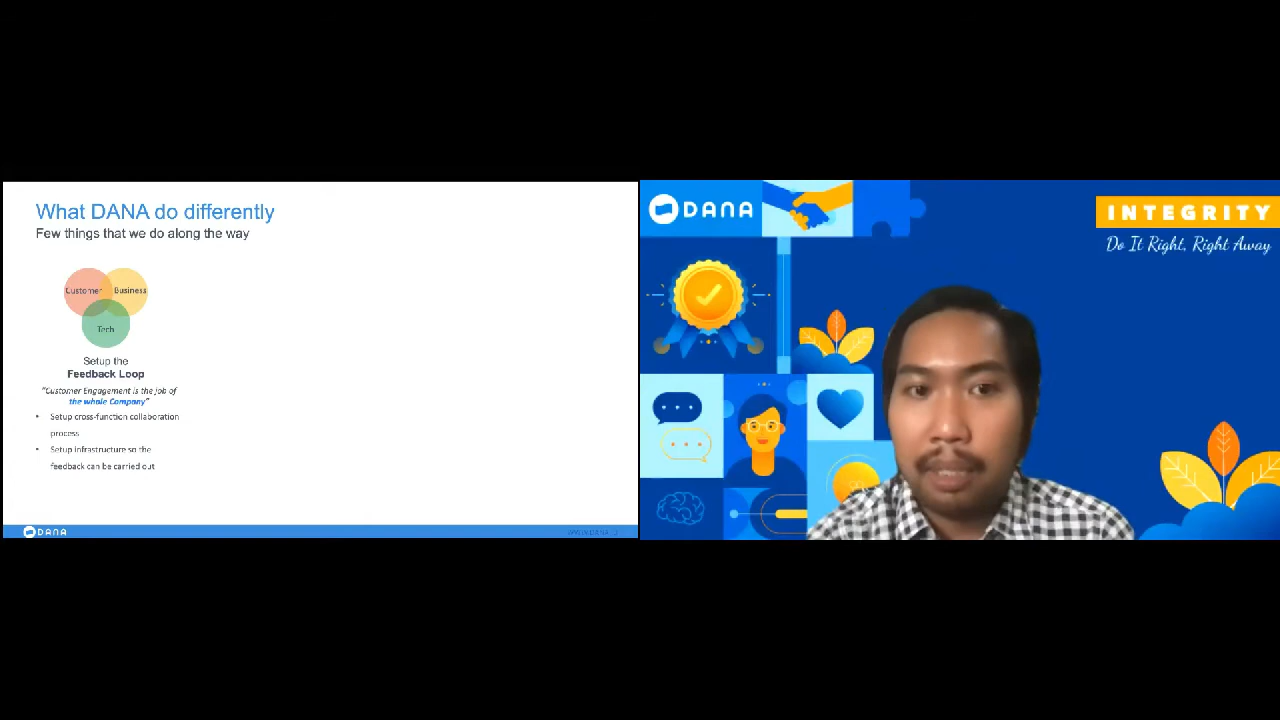 What DANA do differently
Few things that we do along the way
Customer
Business
Tech
Setup the
Feedback Loop
"Customer Engagement is the job of
the whole Company"
• Setup cross-function collaboration
process
• Setup infrastructure so the
feedback can be carried out
DANA
DANA
INTEGRITY
Do It Right, Right Away